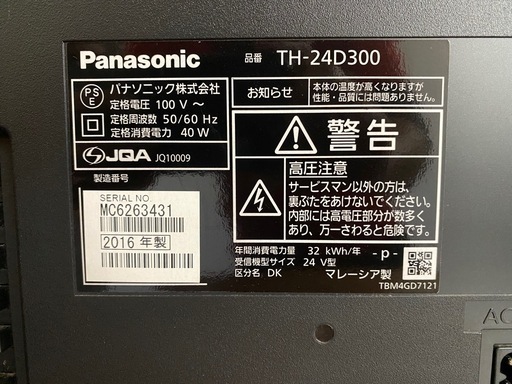 Panasonic 品番 TH-24D300
PS
E
パナソニック株式会社
定格電圧 100 V ～
定格周波数 50/60 Hz
定格消費電力 40 W
JQA JQ10009
製造番号
SERIAL NO.
MC6263431
2016 年製
お知らせ
本体の温度が高くなりますが
性能・品質には問題ありません。
警告
高圧注意
サービスマン以外の方は、
裏ぶたをあけないでください。
内部には高電圧部分が数多く
あり、万一さわると危険です。
年間消費電力量 32 kWh/年
受信機型サイズ 24 V型
区分名 DK
-p-
マレーシア製
TBM4GD7121
AC